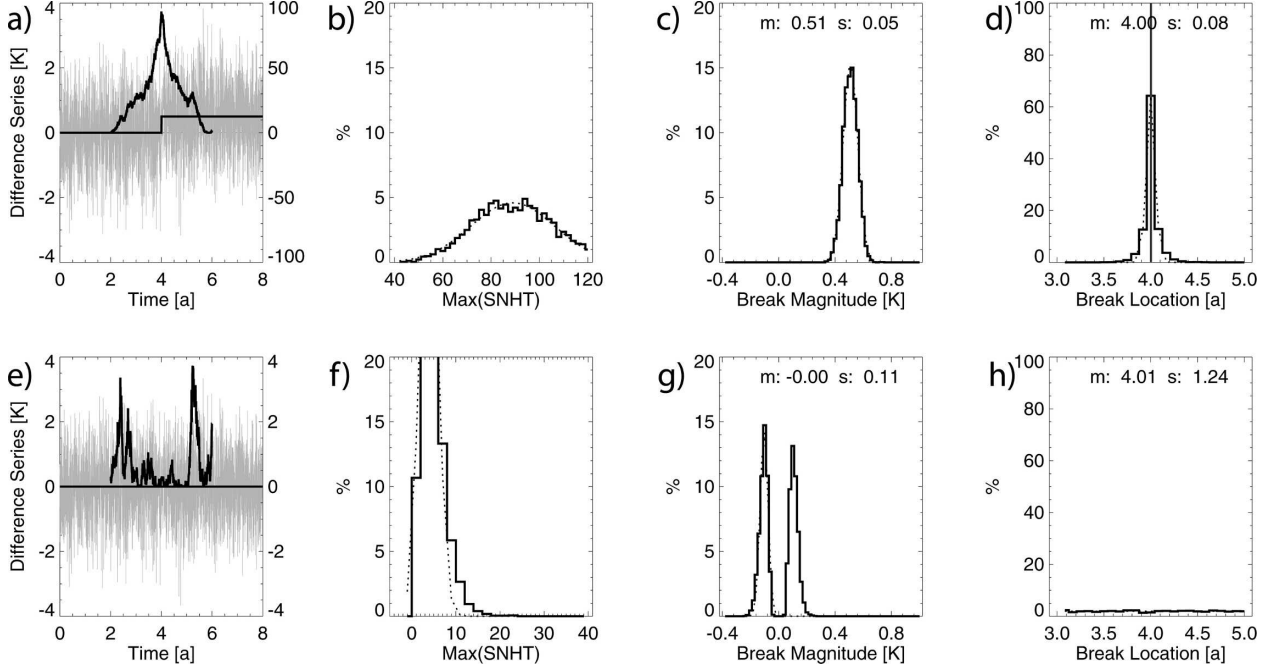 a)
Difference Series [K]
4
2
0
-2
-4
100
50
0
-50
-100
0 2 4 6 8
Time [a]
b)
%
20
15
10
5
0
40 60 80 100 120
Max(SNHT)
c)
m: 0.51 s: 0.05
%
20
15
10
5
0
-0.4 0.0 0.4 0.8
Break Magnitude [K]
d)
m: 4.00 s: 0.08
%
100
80
60
40
20
0
3.0 3.5 4.0 4.5 5.0
Break Location [a]
e)
Difference Series [K]
4
2
0
-2
-4
4
2
0
-2
-4
0 2 4 6 8
Time [a]
f)
%
20
15
10
5
0
0 10 20 30 40
Max(SNHT)
g)
m: -0.00 s: 0.11
%
20
15
10
5
0
-0.4 0.0 0.4 0.8
Break Magnitude [K]
h)
m: 4.01 s: 1.24
%
100
80
60
40
20
0
3.0 3.5 4.0 4.5 5.0
Break Location [a]